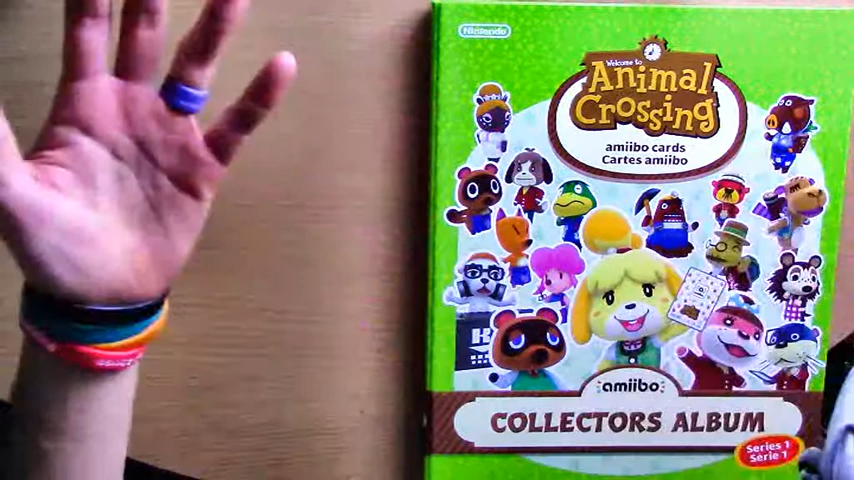 Nintendo
Welcome to
Animal
Crossing
amiibo cards
Cartes amiibo
amiibo
COLLECTORS ALBUM
Series 1
Série 1